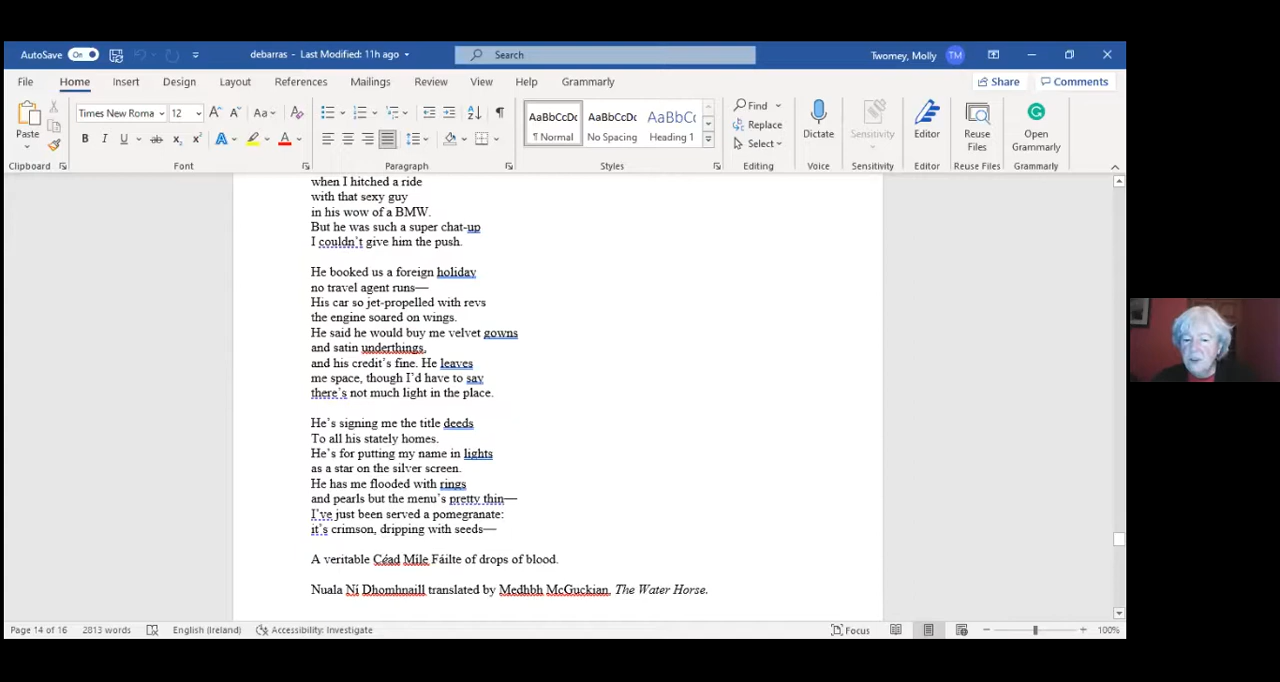 AutoSave On debarras - Last Modified: 11h ago Search Twomey, Molly TM
File Home Insert Design Layout References Mailings Review View Help Grammarly Share Comments
Times New Roma 12 A A Aa A AaBbCcDc AaBbCcDc AaBbCc Find
Paste B I U ab x₂ x² A A ¶ Normal No Spacing Heading 1 Replace Dictate Sensitivity Editor Reuse Files Open Grammarly
Select
Clipboard Font Paragraph Styles Editing Voice Sensitivity Editor Reuse Files Grammarly
when I hitched a ride
with that sexy guy
in his wow of a BMW.
But he was such a super chat-up
I couldn't give him the push.
He booked us a foreign holiday
no travel agent runs—
His car so jet-propelled with revs
the engine soared on wings.
He said he would buy me velvet gowns
and satin underthings,
and his credit's fine. He leaves
me space, though I'd have to say
there's not much light in the place.
He's signing me the title deeds
To all his stately homes.
He's for putting my name in lights
as a star on the silver screen.
He has me flooded with rings
and pearls but the menu's pretty thin—
I've just been served a pomegranate:
it's crimson, dripping with seeds—
A veritable Céad Míle Fáilte of drops of blood.
Nuala Ní Dhomhnaill translated by Medhbh McGuckian, The Water Horse.
Page 14 of 16 2813 words English (Ireland) Accessibility: Investigate Focus 100%